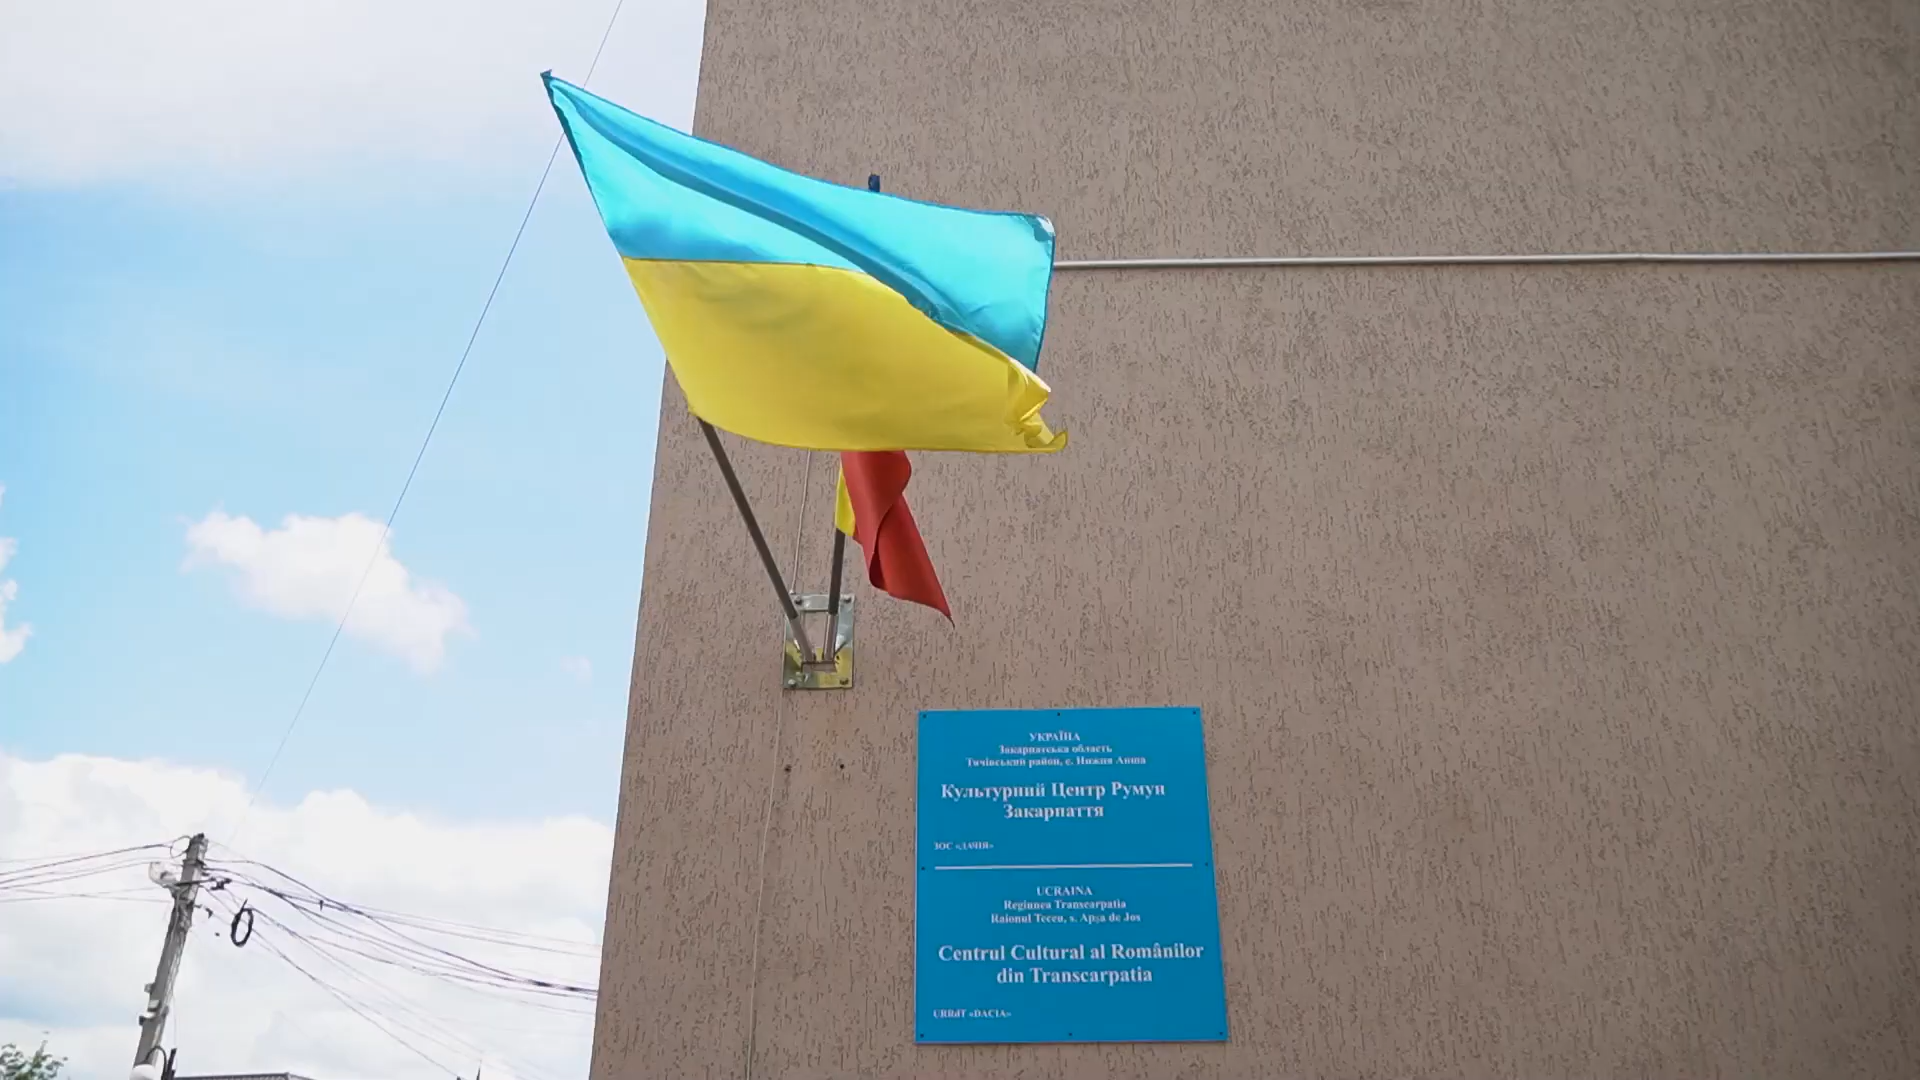 УКРАЇНА
Закарпатська область
Тячівський район, с. Нижня Апша
Культурний Центр Румун
Закарпаття
ЗОС «ДАЧІЯ»
UCRAINA
Regiunea Transcarpatia
Raionul Teceu, s. Apşa de Jos
Centrul Cultural al Românilor
din Transcarpatia
URRdT «DACIA»